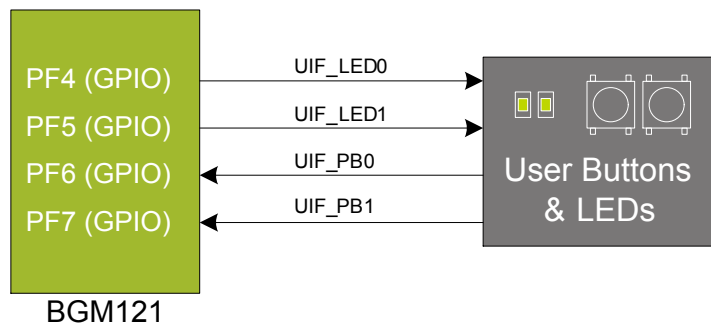 PF4 (GPIO)
UIF_LED0
PF5 (GPIO)
UIF_LED1
PF6 (GPIO)
UIF_PB0
PF7 (GPIO)
UIF_PB1
User Buttons
& LEDs
BGM121